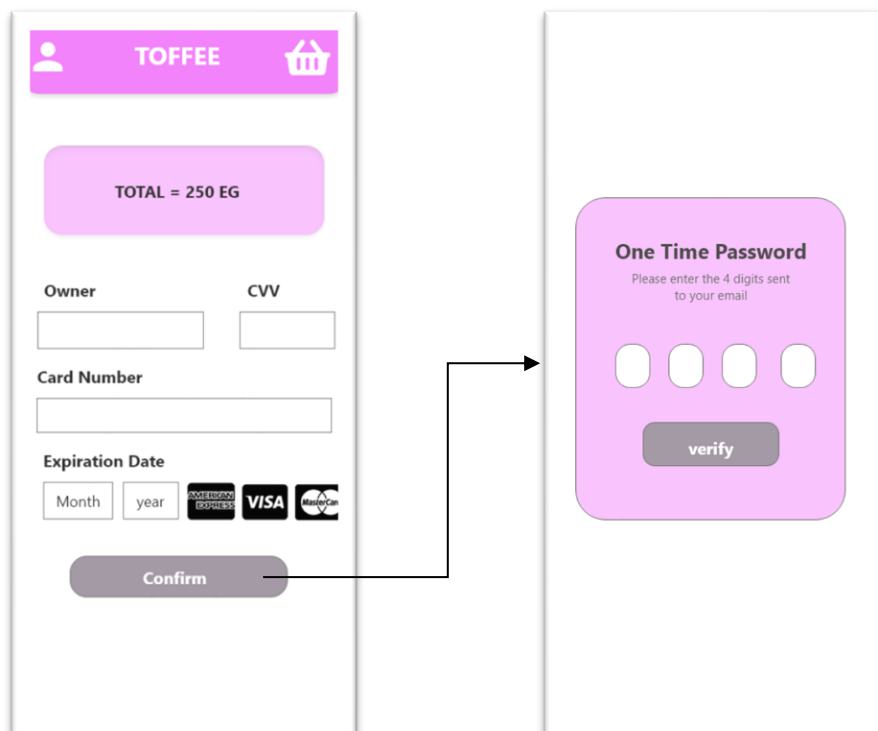 TOFFEE
TOTAL = 250 EG
Owner CVV
Card Number
Expiration Date
Month year AMERICAN EXPRESS VISA MasterCar
Confirm
One Time Password
Please enter the 4 digits sent
to your email
verify